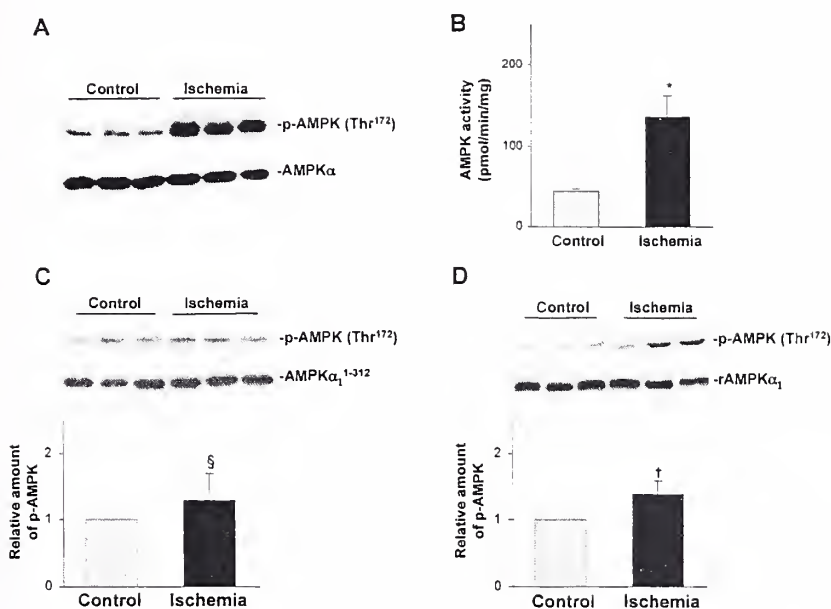 A
Control Ischemia
-p-AMPK (Thr¹⁷²)
-AMPKα
B
AMPK activity
(pmol/min/mg)
200
100
0
*
Control Ischemia
C
Control Ischemia
-p-AMPK (Thr¹⁷²)
-AMPKα₁¹⁻³¹²
Relative amount
of p-AMPK
2
1
0
§
Control Ischemia
D
Control Ischemia
-p-AMPK (Thr¹⁷²)
-rAMPKα₁
Relative amount
of p-AMPK
2
1
0
†
Control Ischemia